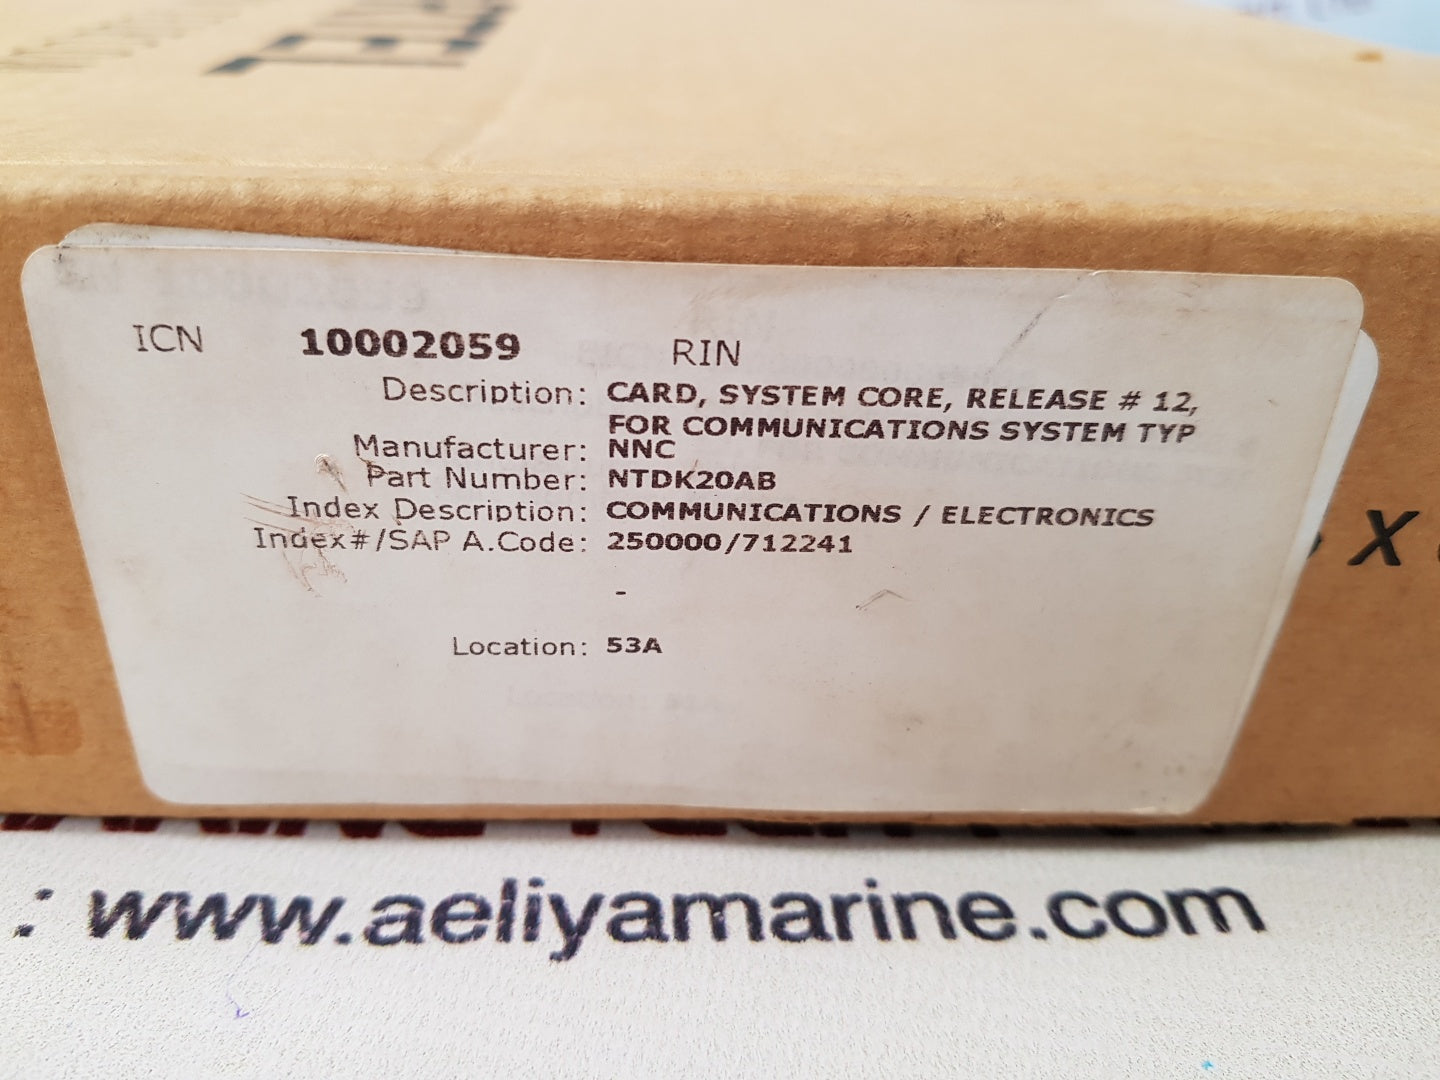 ICN 10002059 RIN
Description: CARD, SYSTEM CORE, RELEASE # 12,
FOR COMMUNICATIONS SYSTEM TYP
Manufacturer: NNC
Part Number: NTDK20AB
Index Description: COMMUNICATIONS / ELECTRONICS
Index#/SAP A.Code: 250000/712241
-
Location: 53A
X
: www.aeliyamarine.com